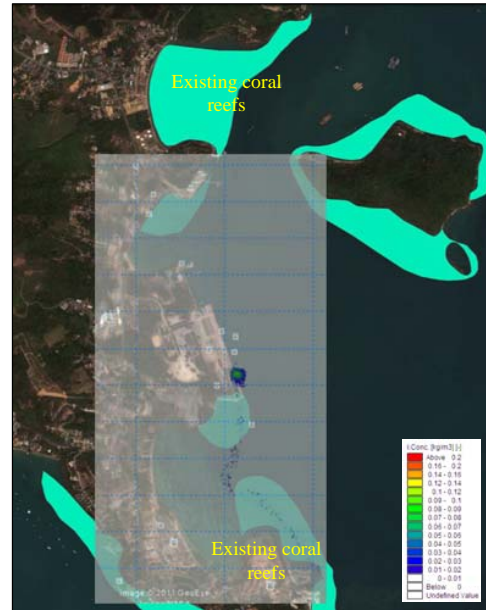 Existing coral
reefs
Existing coral
reefs
Conc. [kg/m3] [-]
Above 0.2
0.16 - 0.2
0.14 - 0.16
0.12 - 0.14
0.1 - 0.12
0.09 - 0.1
0.08 - 0.09
0.07 - 0.08
0.06 - 0.07
0.05 - 0.06
0.04 - 0.05
0.03 - 0.04
0.02 - 0.03
0.01 - 0.02
0 - 0.01
Below 0
Undefined Value
Image © 2011 GeoEye